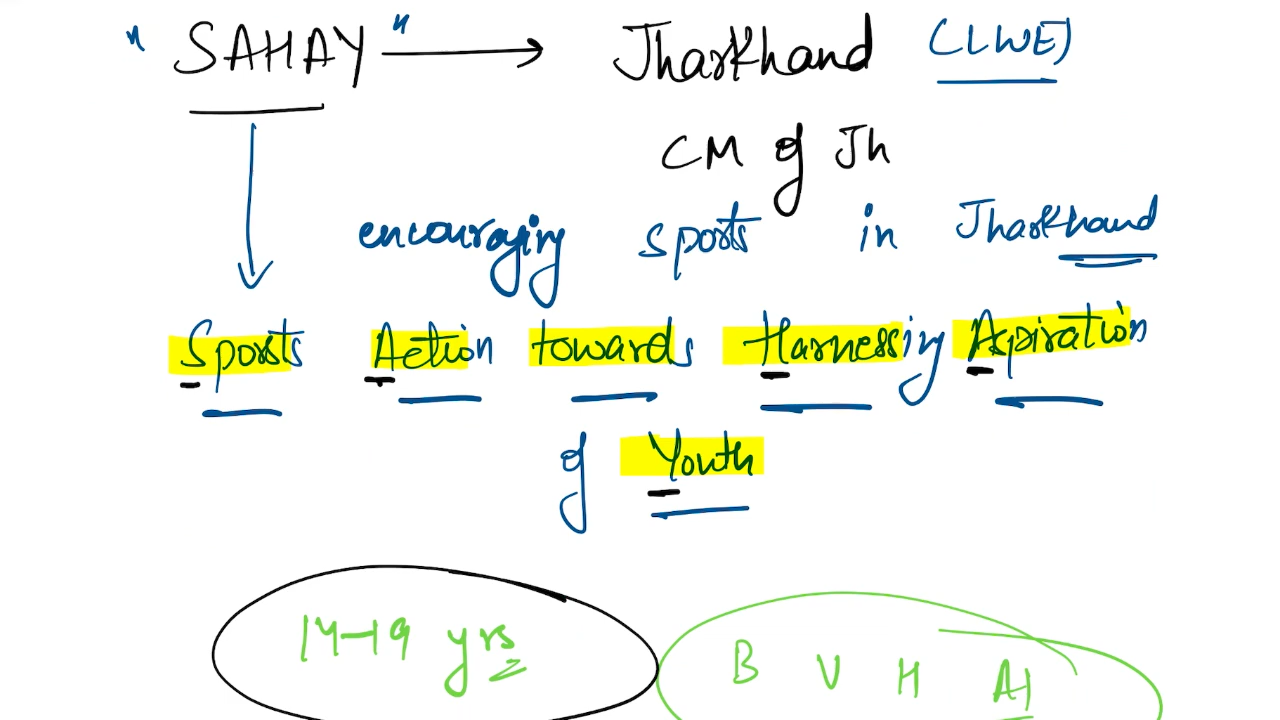 "SAHAY" → Jharkhand (LWE)
CM of Jh
encouraging sports in Jharkhand
Sports Action towards Harnessing Aspiration
of Youth
14-19 yrs
B V H At